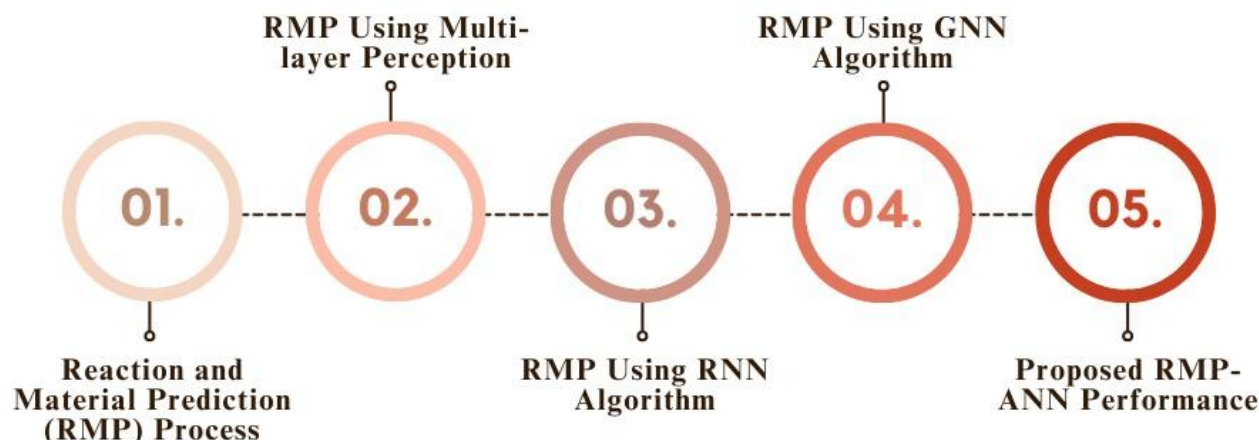 RMP Using Multi-
layer Perception
RMP Using GNN
Algorithm
01.
02.
03.
04.
05.
Reaction and
Material Prediction
(RMP) Process
RMP Using RNN
Algorithm
Proposed RMP-
ANN Performance